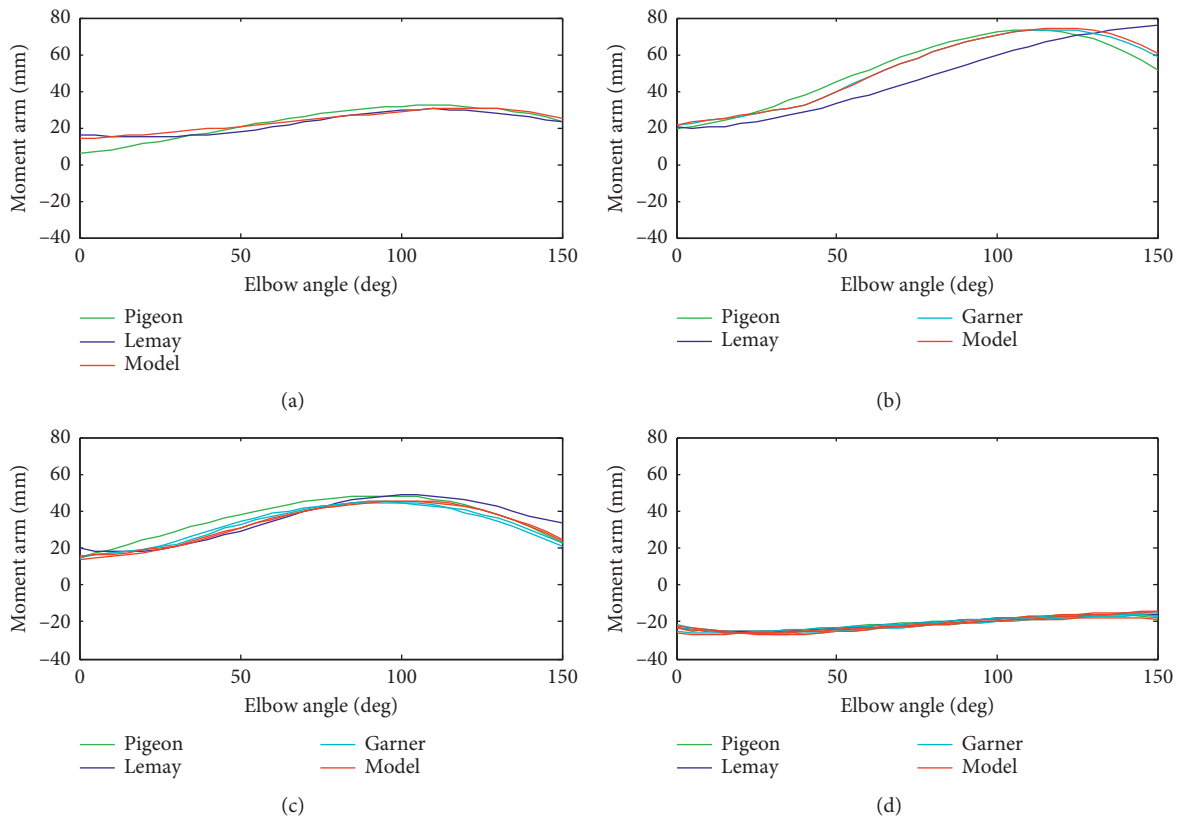 80
60
40
20
0
−20
−40
Moment arm (mm)
0 50 100 150
Elbow angle (deg)
Pigeon
Lemay
Model
(a)
80
60
40
20
0
−20
−40
Moment arm (mm)
0 50 100 150
Elbow angle (deg)
Pigeon Garner
Lemay Model
(b)
80
60
40
20
0
−20
−40
Moment arm (mm)
0 50 100 150
Elbow angle (deg)
Pigeon Garner
Lemay Model
(c)
80
60
40
20
0
−20
−40
Moment arm (mm)
0 50 100 150
Elbow angle (deg)
Pigeon Garner
Lemay Model
(d)